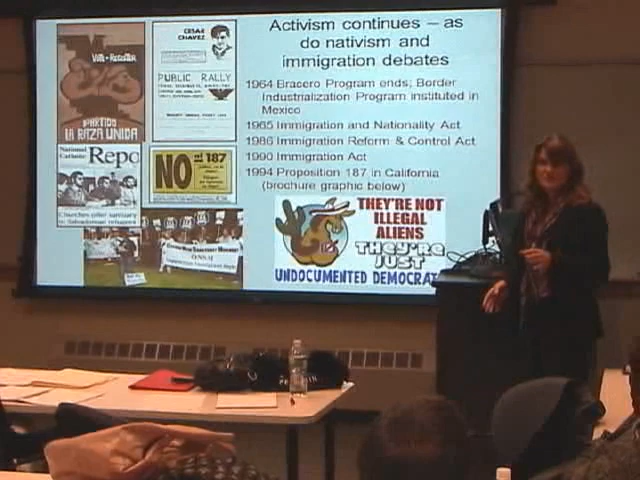 Activism continues – as
do nativism and
immigration debates
1964 Bracero Program ends; Border
Industrialization Program instituted in
Mexico
1965 Immigration and Nationality Act
1986 Immigration Reform & Control Act
1990 Immigration Act
1994 Proposition 187 in California
(brochure graphic below)
PARTIDO
LA RAZA UNIDA
CESAR
CHAVEZ
PUBLIC RALLY
National
Catholic
Repo
Churches offer
NO
187
THEY'RE NOT
ILLEGAL
ALIENS
THEY'RE
JUST
UNDOCUMENTED DEMOCRA